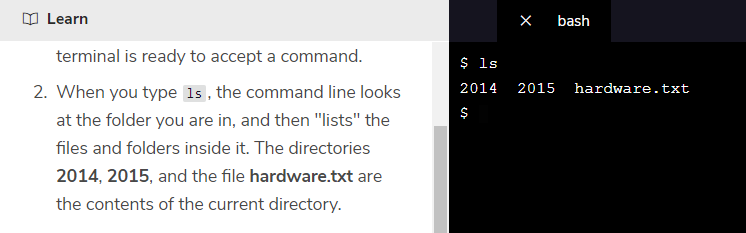 Learn
terminal is ready to accept a command.
2. When you type ls, the command line looks
at the folder you are in, and then "lists" the
files and folders inside it. The directories
2014, 2015, and the file hardware.txt are
the contents of the current directory.
× bash
$ ls
2014 2015 hardware.txt
$